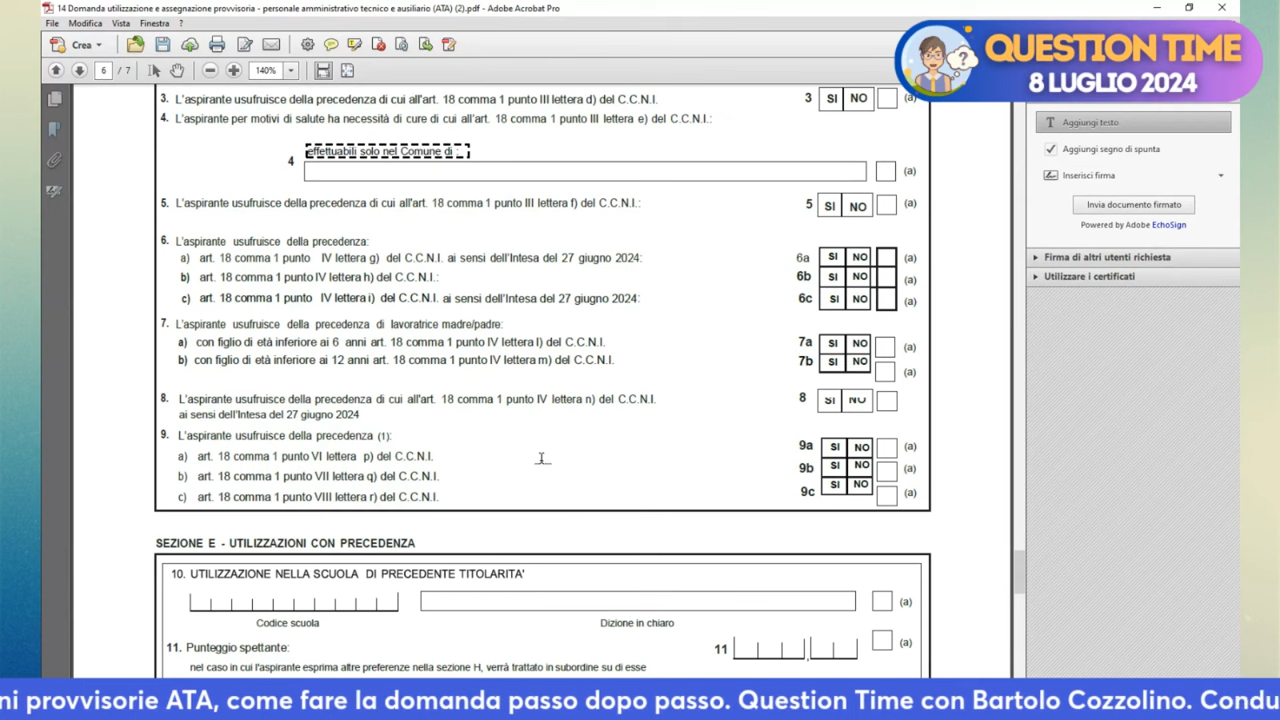 14 Domanda utilizzazione e assegnazione provvisoria - personale amministrativo tecnico e ausiliario (ATA) (2).pdf - Adobe Acrobat Pro
File Modifica Vista Finestra ?
Crea
6 / 7 140%
QUESTION TIME
8 LUGLIO 2024
Aggiungi testo
Aggiungi segno di spunta
Inserisci firma
Invia documento firmato
Powered by Adobe EchoSign
Firma di altri utenti richiesta
Utilizzare i certificati
3. L'aspirante usufruisce della precedenza di cui all'art. 18 comma 1 punto III lettera d) del C.C.N.I. 3 SI NO (a)
4. L'aspirante per motivi di salute ha necessità di cure di cui all'art. 18 comma 1 punto III lettera e) del C.C.N.I.:
effettuabili solo nel Comune di :
4 (a)
5. L'aspirante usufruisce della precedenza di cui all'art. 18 comma 1 punto III lettera f) del C.C.N.I.: 5 SI NO (a)
6. L'aspirante usufruisce della precedenza:
a) art. 18 comma 1 punto IV lettera g) del C.C.N.I. ai sensi dell'Intesa del 27 giugno 2024: 6a SI NO (a)
b) art. 18 comma 1 punto IV lettera h) del C.C.N.I.: 6b SI NO (a)
c) art. 18 comma 1 punto IV lettera i) del C.C.N.I. ai sensi dell'Intesa del 27 giugno 2024: 6c SI NO (a)
7. L'aspirante usufruisce della precedenza di lavoratrice madre/padre:
a) con figlio di età inferiore ai 6 anni art. 18 comma 1 punto IV lettera l) del C.C.N.I. 7a SI NO (a)
b) con figlio di età inferiore ai 12 anni art. 18 comma 1 punto IV lettera m) del C.C.N.I. 7b SI NO (a)
8. L'aspirante usufruisce della precedenza di cui all'art. 18 comma 1 punto IV lettera n) del C.C.N.I. 8 SI NO
ai sensi dell'Intesa del 27 giugno 2024
9. L'aspirante usufruisce della precedenza (1):
a) art. 18 comma 1 punto VI lettera p) del C.C.N.I. 9a SI NO (a)
b) art. 18 comma 1 punto VII lettera q) del C.C.N.I. 9b SI NO (a)
c) art. 18 comma 1 punto VIII lettera r) del C.C.N.I. 9c SI NO (a)
SEZIONE E - UTILIZZAZIONI CON PRECEDENZA
10. UTILIZZAZIONE NELLA SCUOLA DI PRECEDENTE TITOLARITA'
(a)
Codice scuola Dizione in chiaro
11. Punteggio spettante: 11 , (a)
nel caso in cui l'aspirante esprima altre preferenze nella sezione H, verrà trattato in subordine su di esse
ni provvisorie ATA, come fare la domanda passo dopo passo. Question Time con Bartolo Cozzolino. Condu